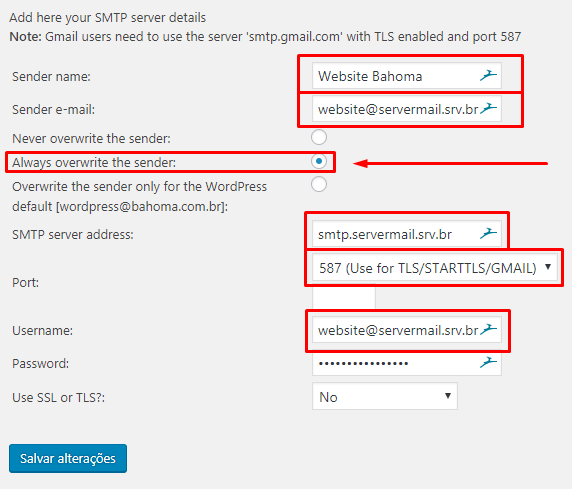 Add here your SMTP server details
Note: Gmail users need to use the server 'smtp.gmail.com' with TLS enabled and port 587
Sender name: Website Bahoma
Sender e-mail: website@servermail.srv.br
Never overwrite the sender:
Always overwrite the sender:
Overwrite the sender only for the WordPress
default [wordpress@bahoma.com.br]:
SMTP server address: smtp.servermail.srv.br
587 (Use for TLS/STARTTLS/GMAIL)
Port:
Username: website@servermail.srv.br
Password: ••••••••••••••••
Use SSL or TLS?: No
Salvar alterações